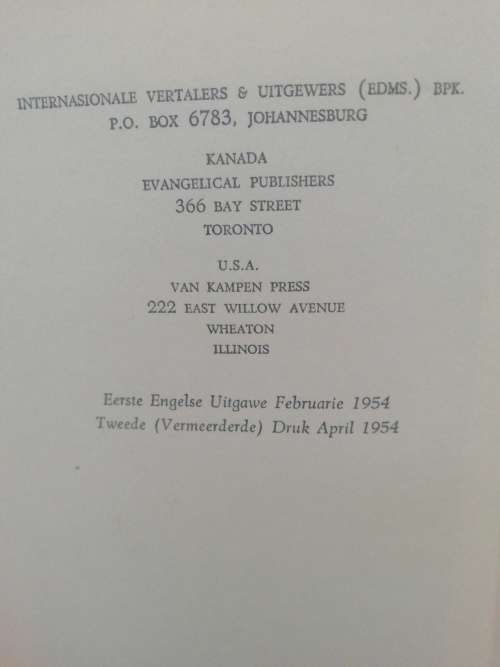 INTERNASIONALE VERTALERS & UITGEWERS (EDMS.) BPK.
P.O. BOX 6783, JOHANNESBURG
KANADA
EVANGELICAL PUBLISHERS
366 BAY STREET
TORONTO
U.S.A.
VAN KAMPEN PRESS
222 EAST WILLOW AVENUE
WHEATON
ILLINOIS
Eerste Engelse Uitgawe Februarie 1954
Tweede (Vermeerderde) Druk April 1954